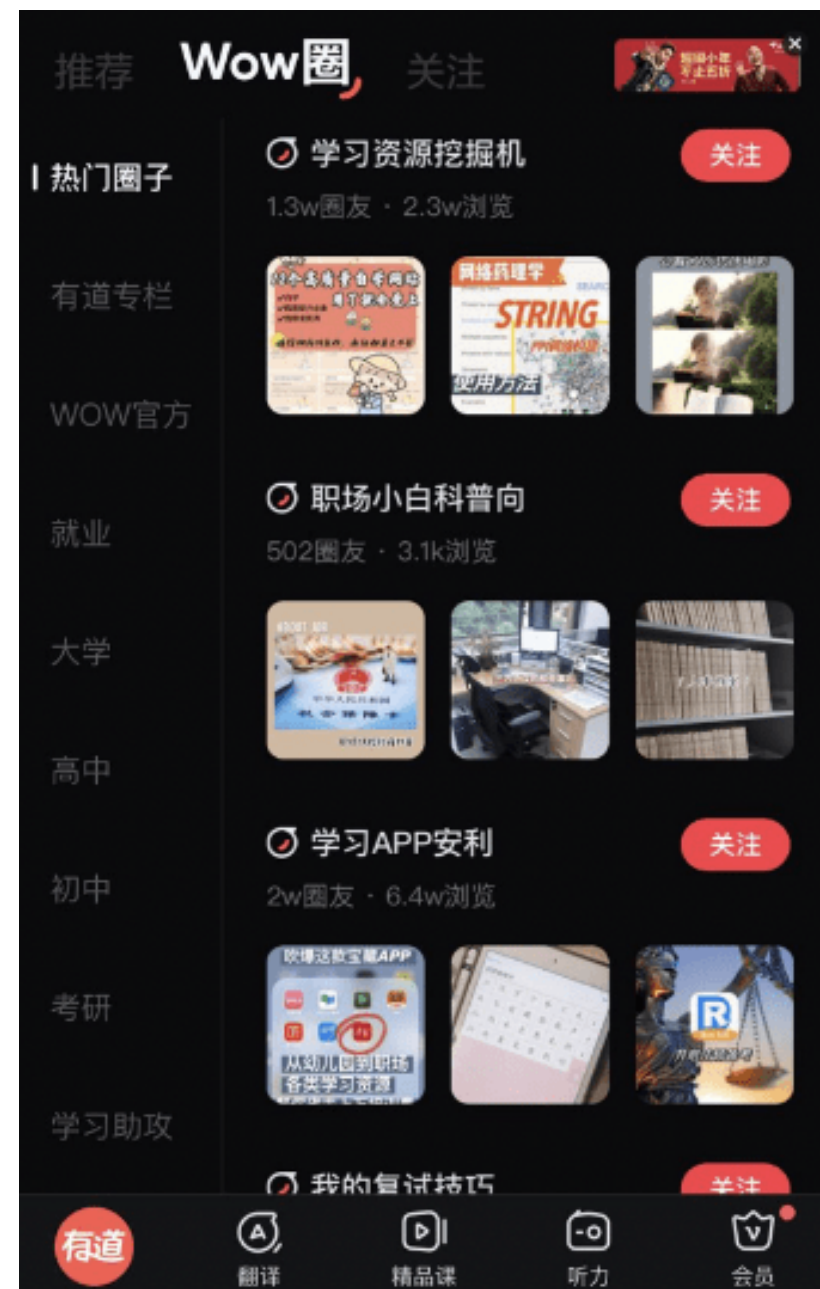 推荐
Wow圈
关注
热门圈子
有道专栏
WOW官方
就业
大学
高中
初中
考研
学习助攻
学习资源挖掘机
关注
1.3w圈友 · 2.3w浏览
网络药理学
STRING
使用方法
职场小白科普向
关注
502圈友 · 3.1k浏览
学习APP安利
关注
2w圈友 · 6.4w浏览
吹爆这款宝藏APP
从幼儿园到职场
各类学习资源
我的复试技巧
关注
有道
翻译
精品课
听力
会员